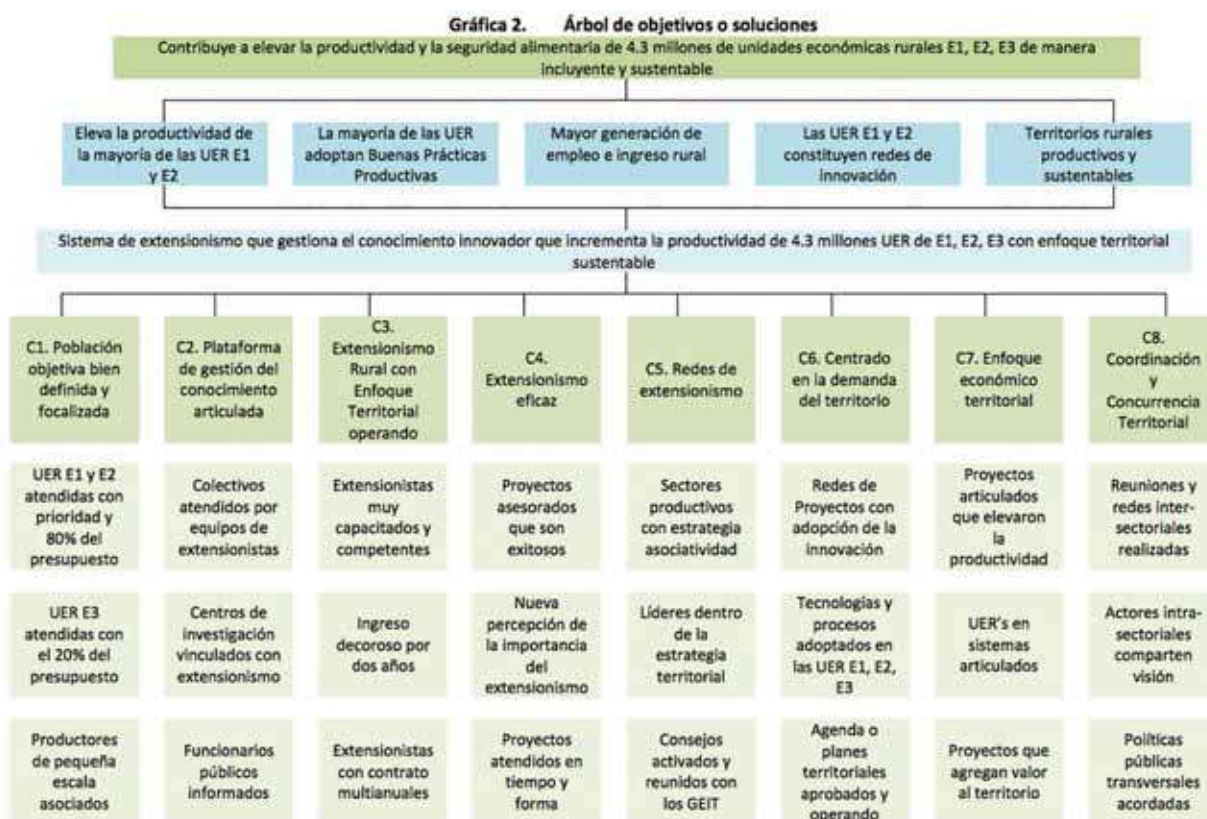 Gráfica 2. Árbol de objetivos o soluciones
Contribuye a elevar la productividad y la seguridad alimentaria de 4.3 millones de unidades económicas rurales E1, E2, E3 de manera
incluyente y sustentable
Eleva la productividad de
la mayoría de las UER E1
y E2
La mayoría de las UER
adoptan Buenas Prácticas
Productivas
Mayor generación de
empleo e ingreso rural
Las UER E1 y E2
constituyen redes de
innovación
Territorios rurales
productivos y
sustentables
Sistema de extensionismo que gestiona el conocimiento innovador que incrementa la productividad de 4.3 millones UER de E1, E2, E3 con enfoque territorial
sustentable
C1. Población
objetiva bien
definida y
focalizada
C2. Plataforma
de gestión del
conocimiento
articulada
C3.
Extensionismo
Rural con
Enfoque
Territorial
operando
C4.
Extensionismo
eficaz
C5. Redes de
extensionismo
C6. Centrado
en la demanda
del territorio
C7. Enfoque
económico
territorial
C8.
Coordinación
y
Concurrencia
Territorial
UER E1 y E2
atendidas con
prioridad y
80% del
presupuesto
Colectivos
atendidos por
equipos de
extensionistas
Extensionistas
muy
capacitados y
competentes
Proyectos
asesorados
que son
exitosos
Sectores
productivos
con estrategia
asociatividad
Redes de
Proyectos con
adopción de la
innovación
Proyectos
articulados
que elevaron
la
productividad
Reuniones y
redes inter-
sectoriales
realizadas
UER E3
atendidas con
el 20% del
presupuesto
Centros de
investigación
vinculados con
extensionismo
Ingreso
decoroso por
dos años
Nueva
percepción de
la importancia
del
extensionismo
Líderes dentro
de la
estrategia
territorial
Tecnologías y
procesos
adoptados en
las UER E1, E2,
E3
UER's en
sistemas
articulados
Actores intra-
sectoriales
comparten
visión
Productores
de pequeña
escala
asociados
Funcionarios
públicos
informados
Extensionistas
con contrato
multianuales
Proyectos
atendidos en
tiempo y
forma
Consejos
activados y
reunidos con
los GEIT
Agenda o
planes
territoriales
aprobados y
operando
Proyectos que
agregan valor
al territorio
Políticas
públicas
transversales
acordadas